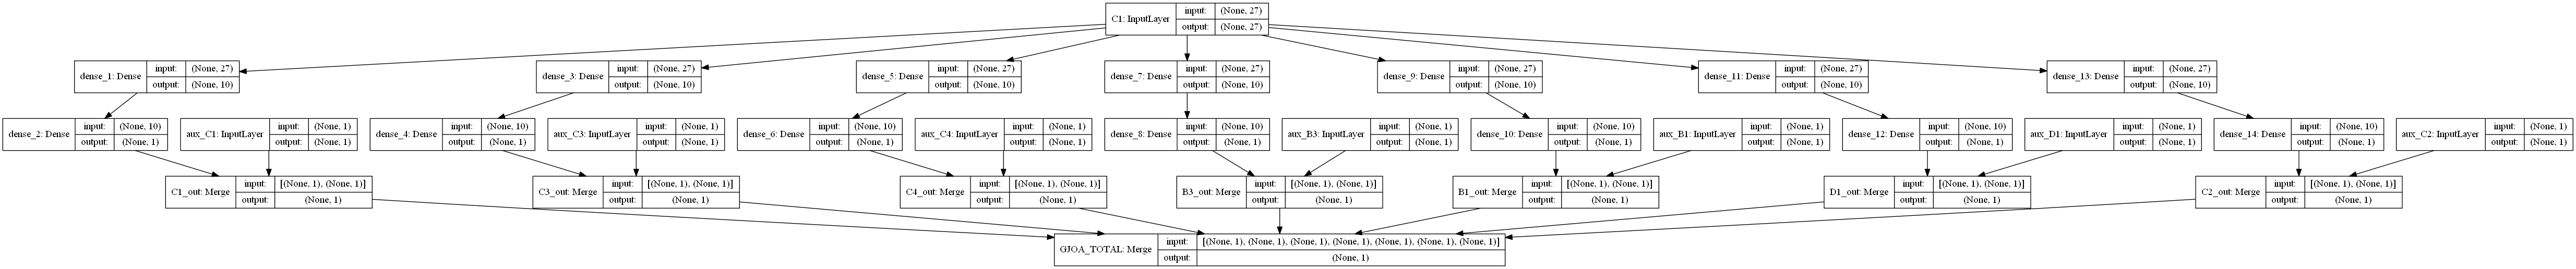 C1: InputLayer input: (None, 27)
output: (None, 27)
dense_1: Dense input: (None, 27)
output: (None, 10)
dense_3: Dense input: (None, 27)
output: (None, 10)
dense_5: Dense input: (None, 27)
output: (None, 10)
dense_7: Dense input: (None, 27)
output: (None, 10)
dense_9: Dense input: (None, 27)
output: (None, 10)
dense_11: Dense input: (None, 27)
output: (None, 10)
dense_13: Dense input: (None, 27)
output: (None, 10)
dense_2: Dense input: (None, 10)
output: (None, 1)
aux_C1: InputLayer input: (None, 1)
output: (None, 1)
dense_4: Dense input: (None, 10)
output: (None, 1)
aux_C3: InputLayer input: (None, 1)
output: (None, 1)
dense_6: Dense input: (None, 10)
output: (None, 1)
aux_C4: InputLayer input: (None, 1)
output: (None, 1)
dense_8: Dense input: (None, 10)
output: (None, 1)
aux_B3: InputLayer input: (None, 1)
output: (None, 1)
dense_10: Dense input: (None, 10)
output: (None, 1)
aux_B1: InputLayer input: (None, 1)
output: (None, 1)
dense_12: Dense input: (None, 10)
output: (None, 1)
aux_D1: InputLayer input: (None, 1)
output: (None, 1)
dense_14: Dense input: (None, 10)
output: (None, 1)
aux_C2: InputLayer input: (None, 1)
output: (None, 1)
C1_out: Merge input: [(None, 1), (None, 1)]
output: (None, 1)
C3_out: Merge input: [(None, 1), (None, 1)]
output: (None, 1)
C4_out: Merge input: [(None, 1), (None, 1)]
output: (None, 1)
B3_out: Merge input: [(None, 1), (None, 1)]
output: (None, 1)
B1_out: Merge input: [(None, 1), (None, 1)]
output: (None, 1)
D1_out: Merge input: [(None, 1), (None, 1)]
output: (None, 1)
C2_out: Merge input: [(None, 1), (None, 1)]
output: (None, 1)
GJOA_TOTAL: Merge input: [(None, 1), (None, 1), (None, 1), (None, 1), (None, 1), (None, 1), (None, 1)]
output: (None, 1)